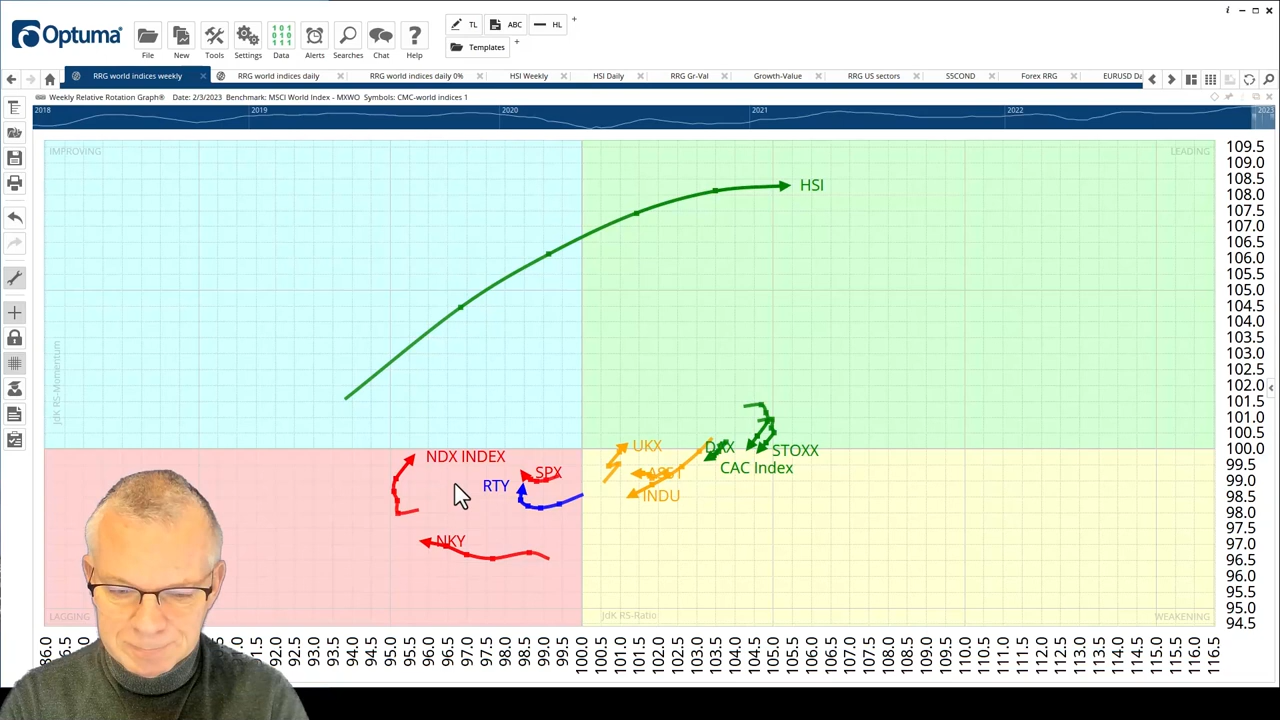 Optuma®
File
New
Tools
Settings
Data
Alerts
Searches
Chat
Help
TL
ABC
HL
Templates
RRG world indices weekly
RRG world indices daily
RRG world indices daily 0%
HSI Weekly
HSI Daily
RRG Gr-Val
Growth-Value
RRG US sectors
S5COND
Forex RRG
EURUSD Da
Weekly Relative Rotation Graph® Date: 2/3/2023 Benchmark: MSCI World Index - MXWO Symbols: CMC-world indices 1
2018
2019
2020
2021
2022
2023
IMPROVING
LEADING
HSI
JdK RS-Momentum
UKX
DAX
STOXX
CAC Index
NDX INDEX
SPX
RTY
INDU
NKY
LAGGING
JdK RS-Ratio
WEAKENING
109.5
109.0
108.5
108.0
107.5
107.0
106.5
106.0
105.5
105.0
104.5
104.0
103.5
103.0
102.5
102.0
101.5
101.0
100.5
100.0
99.5
99.0
98.5
98.0
97.5
97.0
96.5
96.0
95.5
95.0
94.5
93.0 93.5 94.0 94.5 95.0 95.5 96.0 96.5 97.0 97.5 98.0 98.5 99.0 99.5 100.0 100.5 101.0 101.5 102.0 102.5 103.0 103.5 104.0 104.5 105.0 105.5 106.0 106.5 107.0 107.5 108.0 108.5 109.0 109.5 110.0 110.5 111.0 111.5 112.0 112.5 113.0 113.5 114.0 114.5 115.0 115.5 116.0 116.5